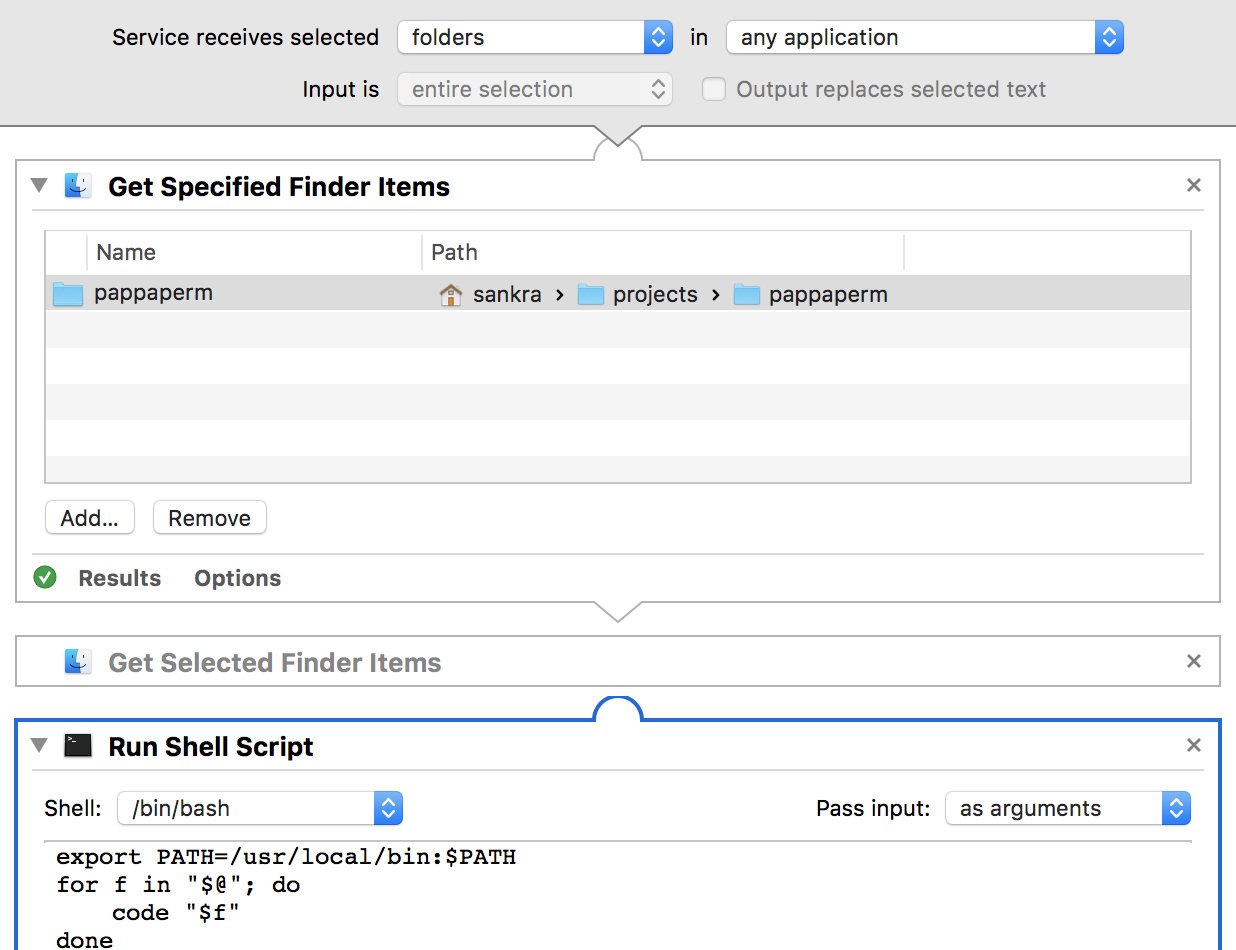 Service receives selected folders in any application
Input is entire selection Output replaces selected text
Get Specified Finder Items
Name Path
pappaperm sankra › projects › pappaperm
Add... Remove
Results Options
Get Selected Finder Items
Run Shell Script
Shell: /bin/bash Pass input: as arguments
export PATH=/usr/local/bin:$PATH
for f in "$@"; do
    code "$f"
done